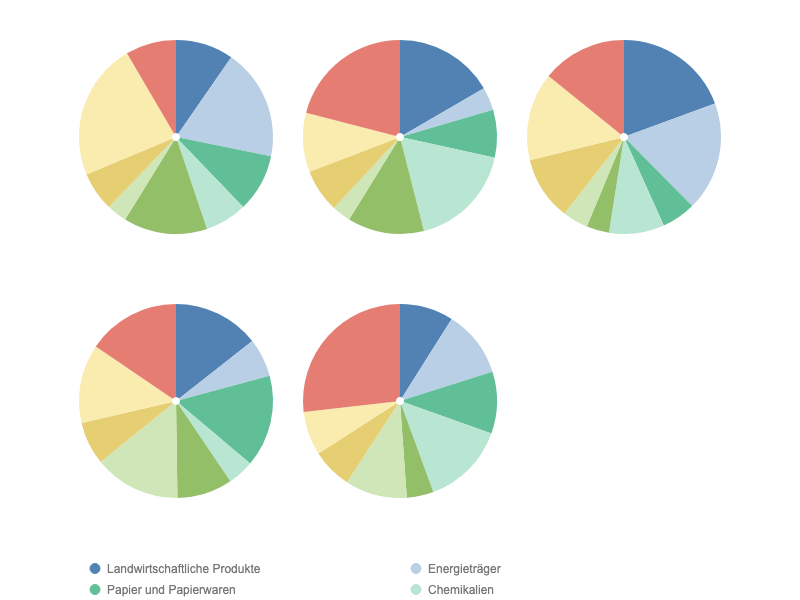 Landwirtschaftliche Produkte
Energieträger
Papier und Papierwaren
Chemikalien